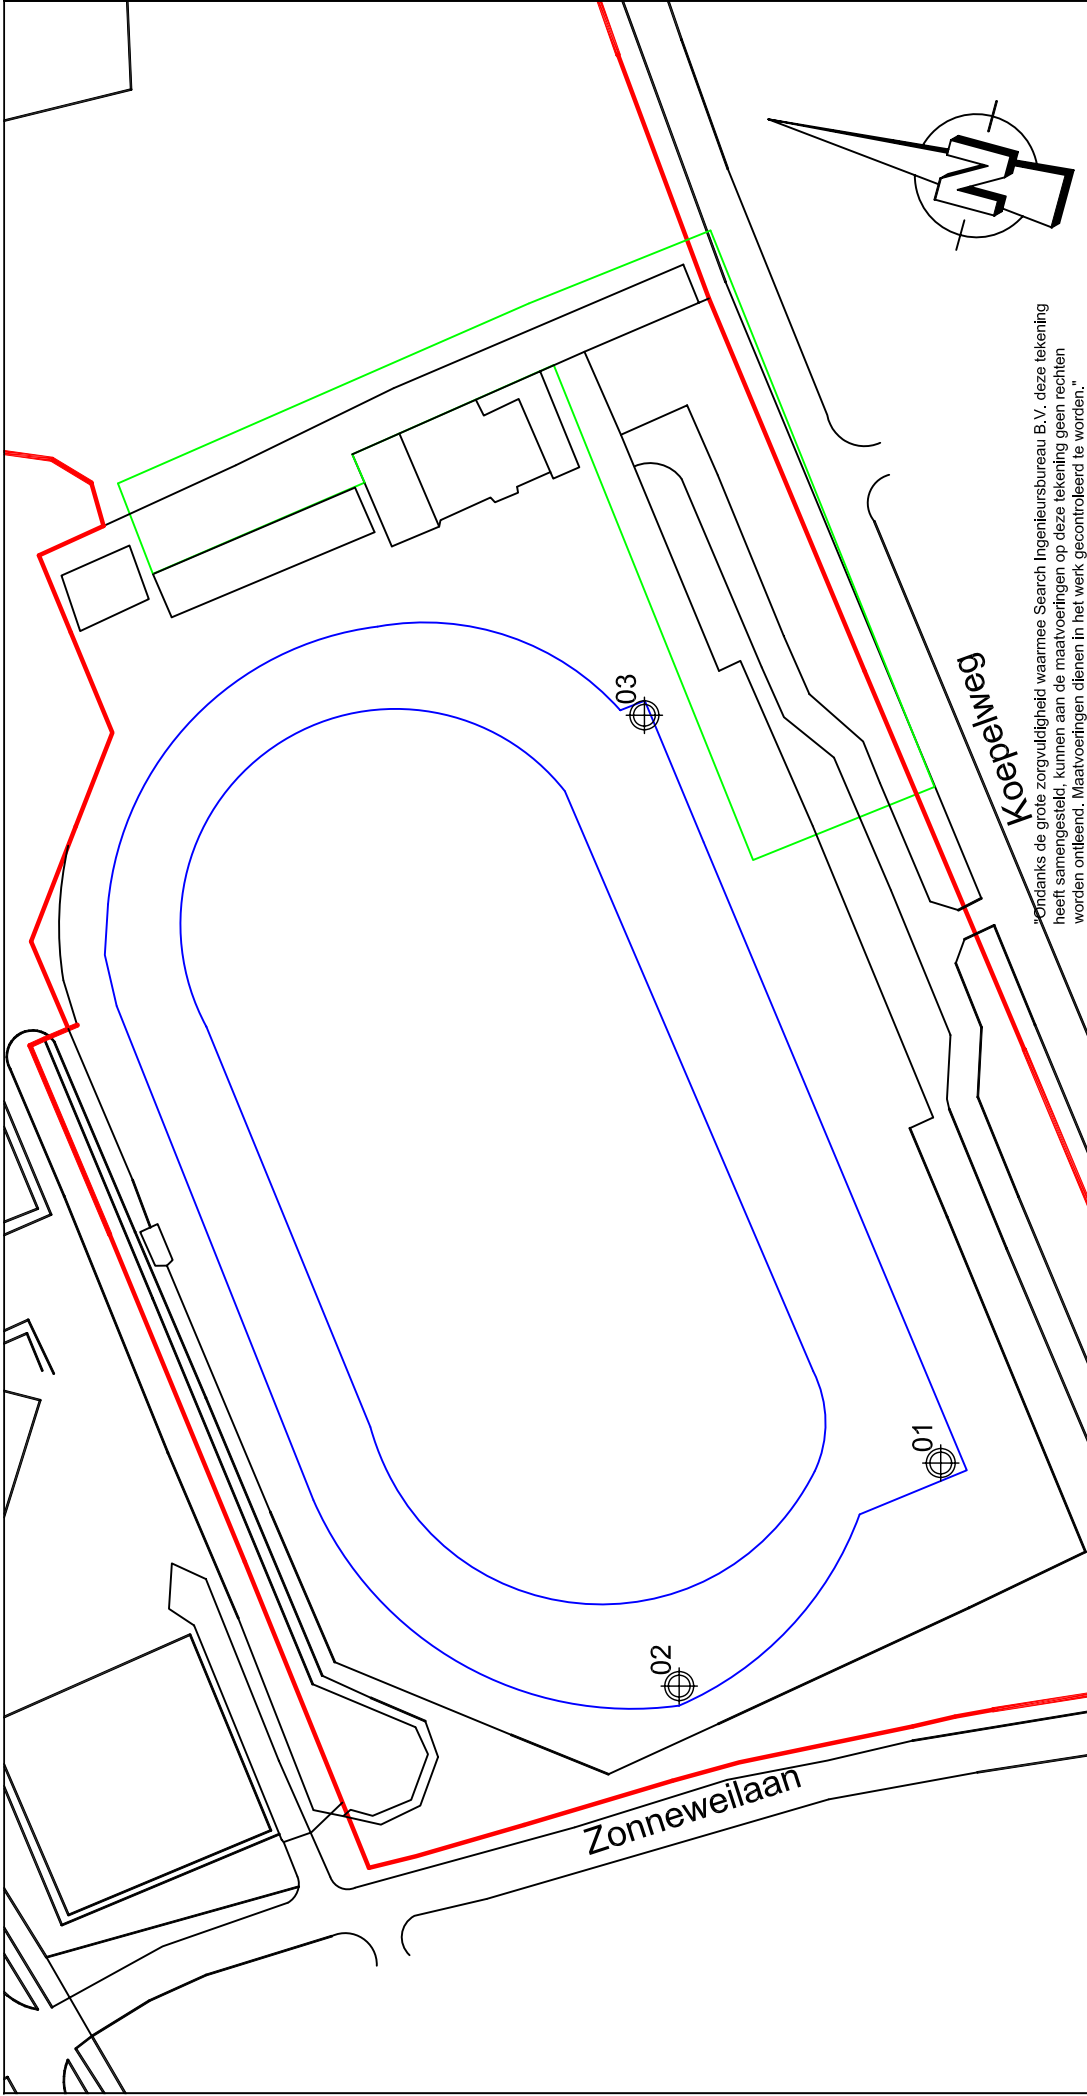 03
Koepelweg
"Ondanks de grote zorgvuldigheid waarmee Search Ingenieursbureau B.V. deze tekening
heeft samengesteld, kunnen aan de maatvoeringen op deze tekening geen rechten
worden ontleend. Maatvoeringen dienen in het werk gecontroleerd te worden."
01
02
Zonneweilaan
N